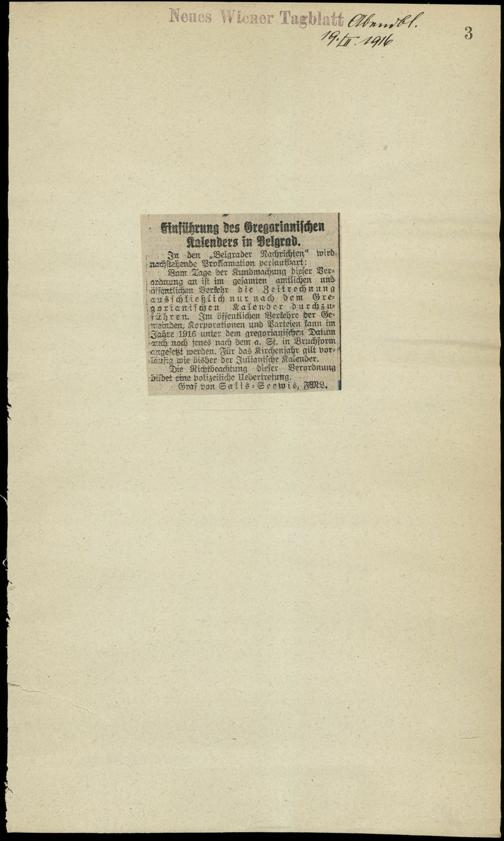 Neues Wiener Tagblatt Abendbl.
19./II. 1916
3
Einführung des Gregorianischen
Kalenders in Belgrad.
In den „Belgrader Nachrichten" wird
nachstehende Proklamation verlautbart:
Vom Tage der Kundmachung dieser Ver-
ordnung an ist im gesamten amtlichen und
öffentlichen Verkehr die Zeitrechnung
ausschließlich nur nach dem Gre-
gorianischen Kalender durchzu-
führen. Im öffentlichen Verkehre der Ge-
meinden, Korporationen und Parteien kann im
Jahre 1916 unter dem gregorianischen Datum
auch noch jenes nach dem a. St. in Bruchform
angesetzt werden. Für das Kirchenjahr gilt vor-
läufig wie bisher der Julianische Kalender.
Die Nichtbeachtung dieser Verordnung
bildet eine polizeiliche Uebertretung.
Graf von Salis-Seewis, FML.